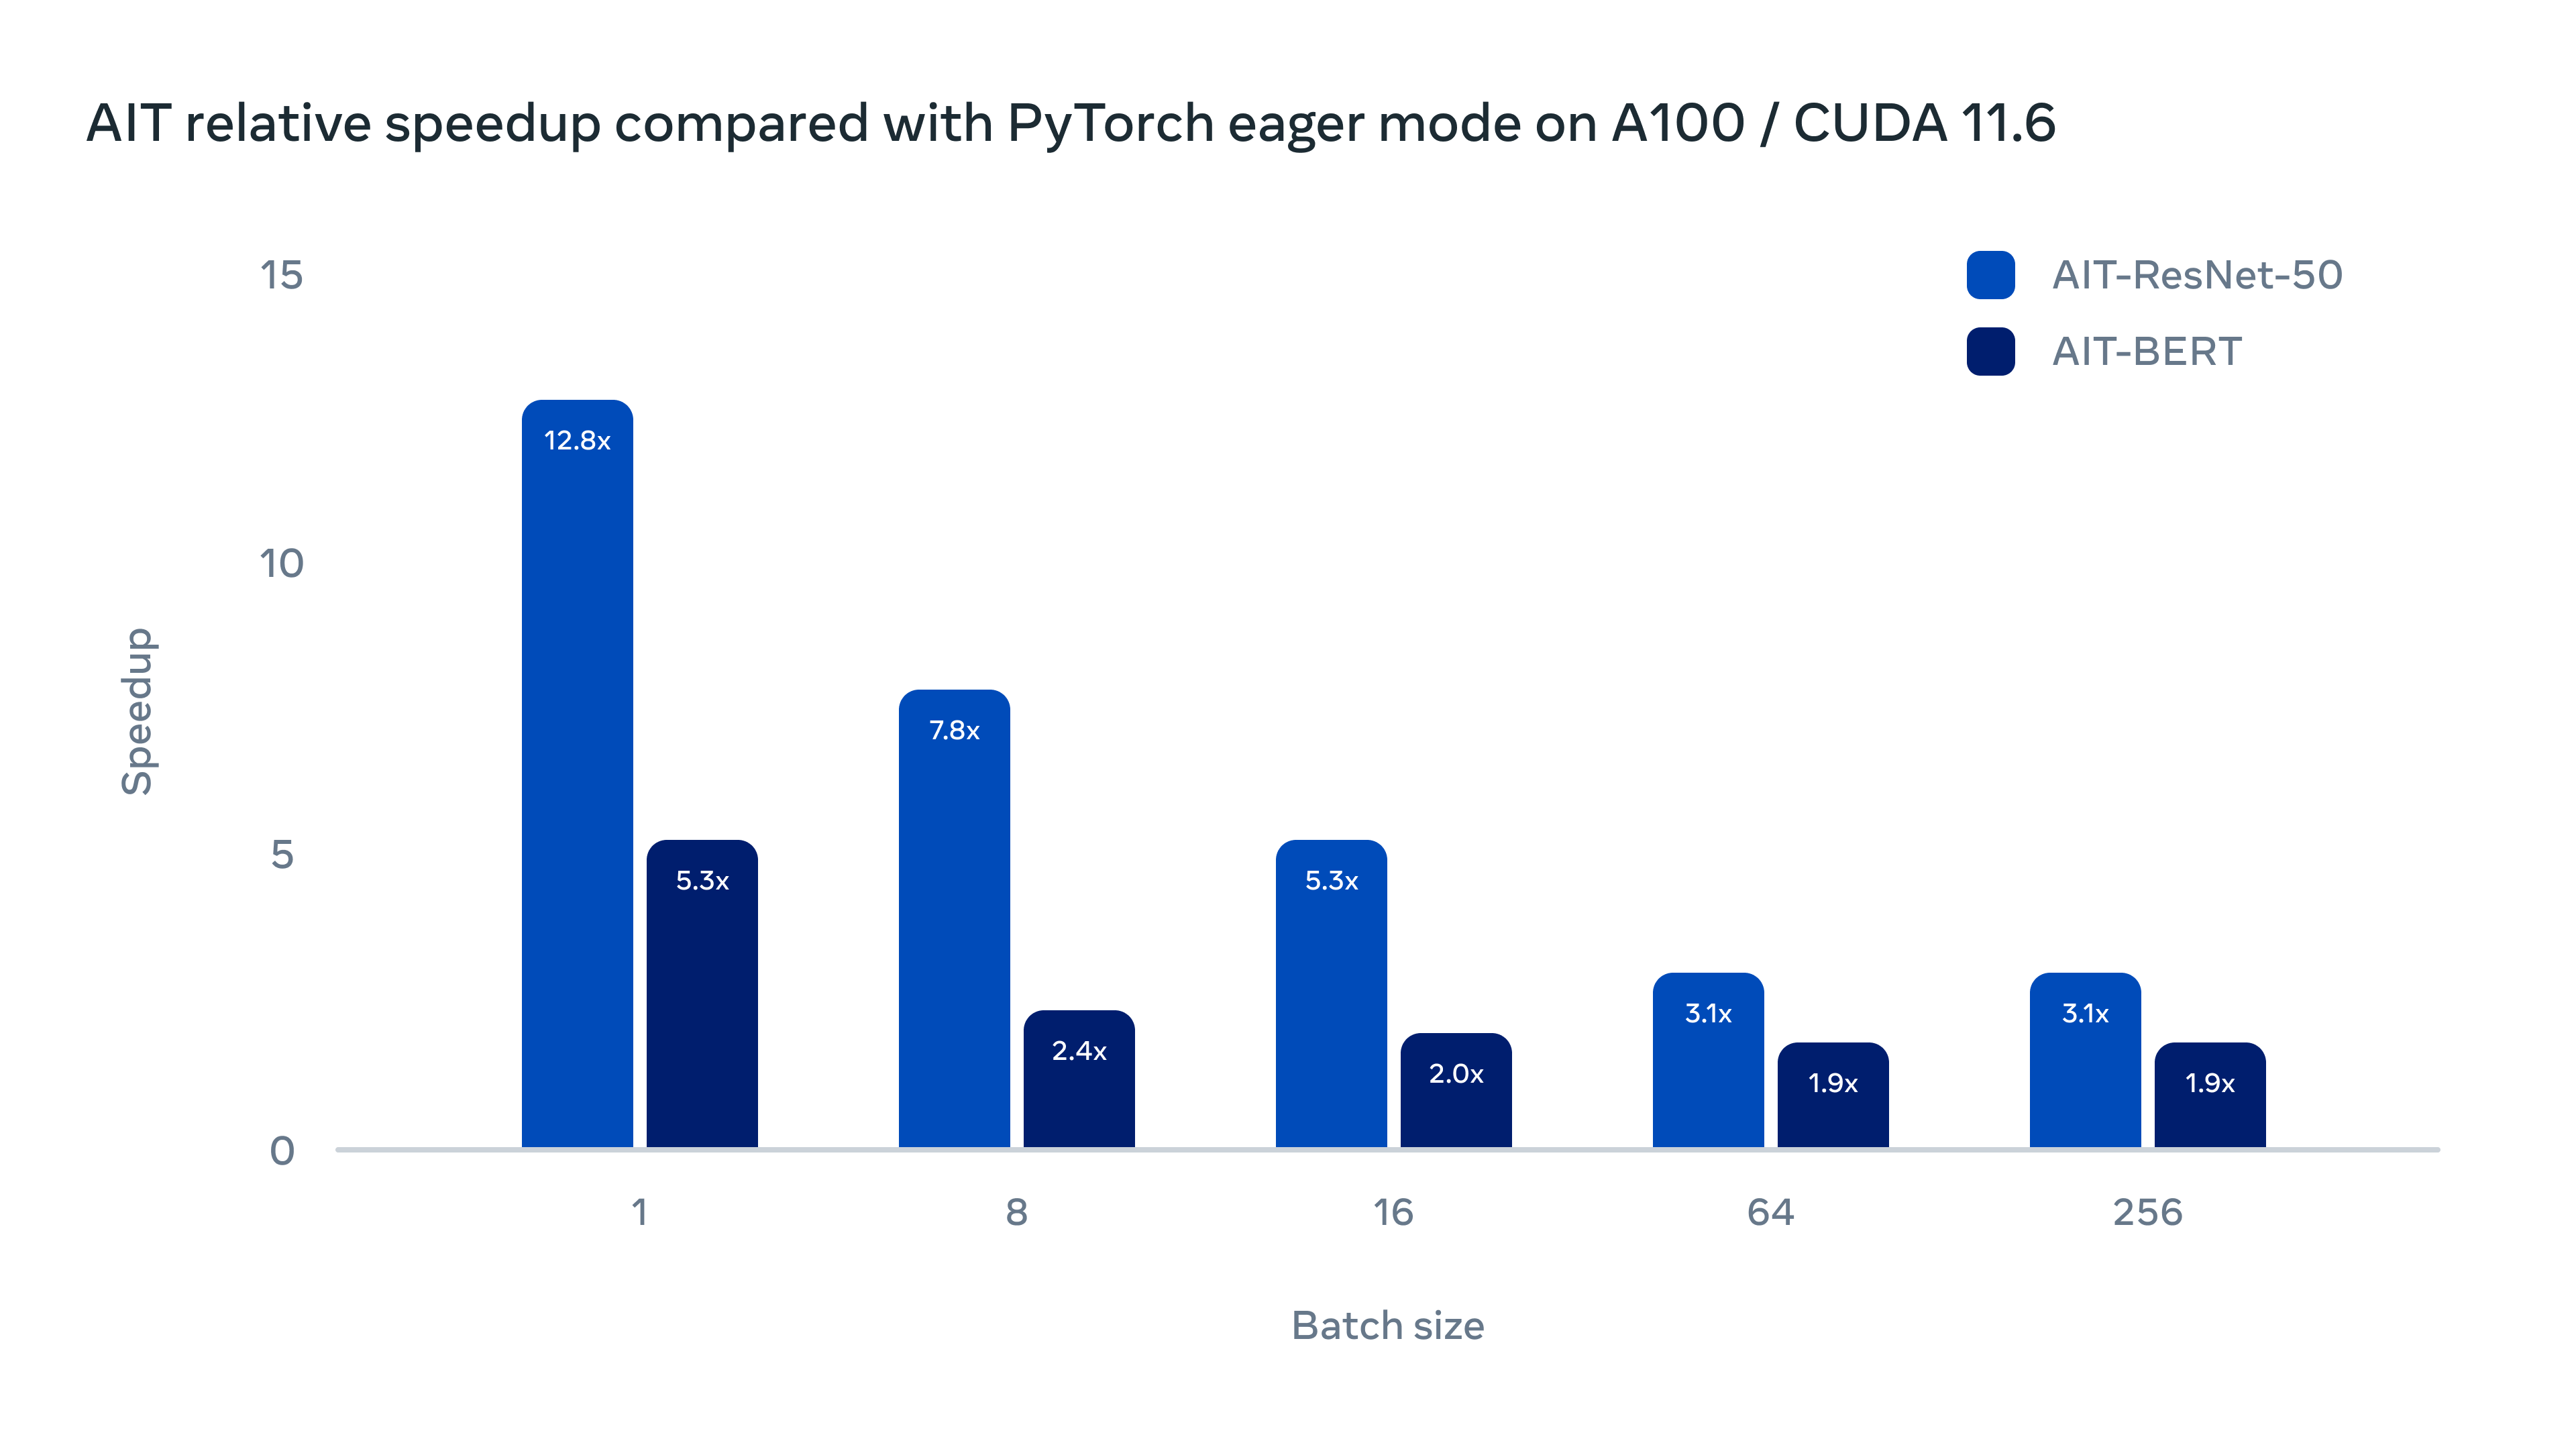 AIT relative speedup compared with PyTorch eager mode on A100 / CUDA 11.6
15
10
5
0
Speedup
AIT-ResNet-50
AIT-BERT
12.8x
5.3x
7.8x
2.4x
5.3x
2.0x
3.1x
1.9x
3.1x
1.9x
1
8
16
64
256
Batch size